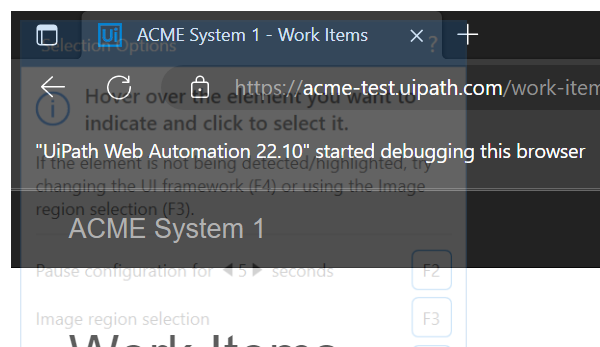 Ui ACME System 1 - Work Items
Selection Options ?
https://acme-test.uipath.com/work-item
Hover over the element you want to
indicate and click to select it.
"UiPath Web Automation 22.10" started debugging this browser
If the element is not being detected/highlighted, try
changing the UI framework (F4) or using the Image
region selection (F3).
ACME System 1
Pause configuration for 5 seconds F2
Image region selection F3
Work Items